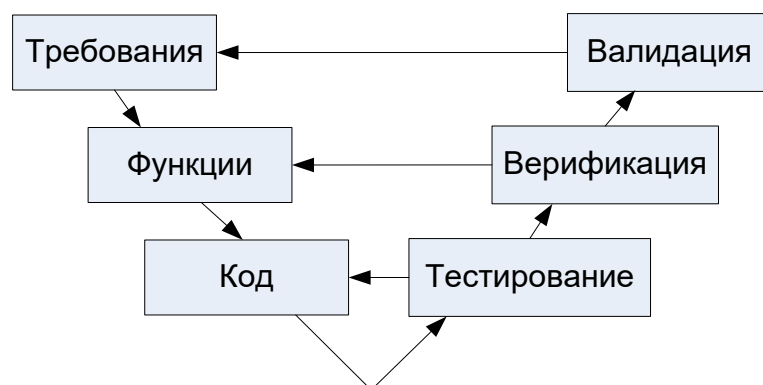 Требования
Валидация
Функции
Верификация
Код
Тестирование